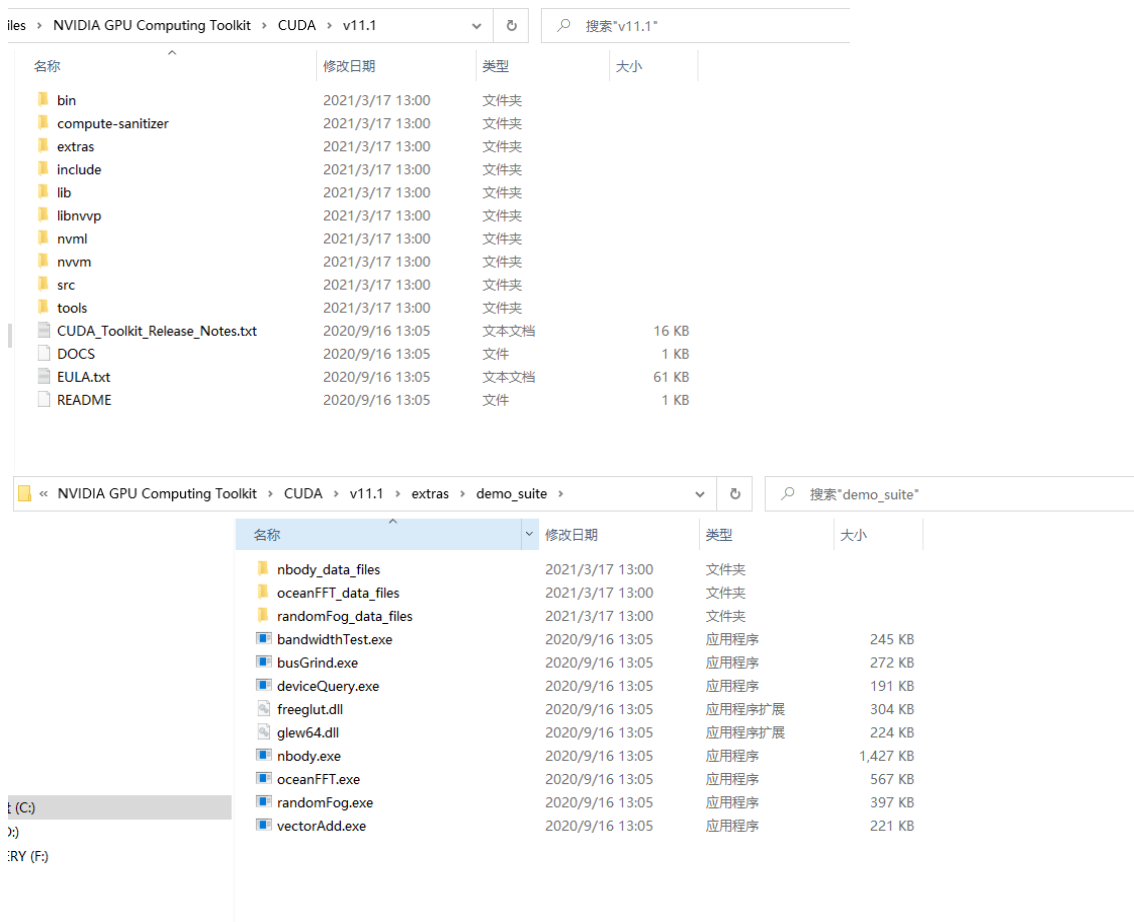 iles › NVIDIA GPU Computing Toolkit › CUDA › v11.1 搜索"v11.1"
名称 修改日期 类型 大小
bin 2021/3/17 13:00 文件夹
compute-sanitizer 2021/3/17 13:00 文件夹
extras 2021/3/17 13:00 文件夹
include 2021/3/17 13:00 文件夹
lib 2021/3/17 13:00 文件夹
libnvvp 2021/3/17 13:00 文件夹
nvml 2021/3/17 13:00 文件夹
nvvm 2021/3/17 13:00 文件夹
src 2021/3/17 13:00 文件夹
tools 2021/3/17 13:00 文件夹
CUDA_Toolkit_Release_Notes.txt 2020/9/16 13:05 文本文档 16 KB
DOCS 2020/9/16 13:05 文件 1 KB
EULA.txt 2020/9/16 13:05 文本文档 61 KB
README 2020/9/16 13:05 文件 1 KB
« NVIDIA GPU Computing Toolkit › CUDA › v11.1 › extras › demo_suite › 搜索"demo_suite"
名称 修改日期 类型 大小
nbody_data_files 2021/3/17 13:00 文件夹
oceanFFT_data_files 2021/3/17 13:00 文件夹
randomFog_data_files 2021/3/17 13:00 文件夹
bandwidthTest.exe 2020/9/16 13:05 应用程序 245 KB
busGrind.exe 2020/9/16 13:05 应用程序 272 KB
deviceQuery.exe 2020/9/16 13:05 应用程序 191 KB
freeglut.dll 2020/9/16 13:05 应用程序扩展 304 KB
glew64.dll 2020/9/16 13:05 应用程序扩展 224 KB
nbody.exe 2020/9/16 13:05 应用程序 1,427 KB
oceanFFT.exe 2020/9/16 13:05 应用程序 567 KB
randomFog.exe 2020/9/16 13:05 应用程序 397 KB
vectorAdd.exe 2020/9/16 13:05 应用程序 221 KB
t (C:)
D:)
ERY (F:)